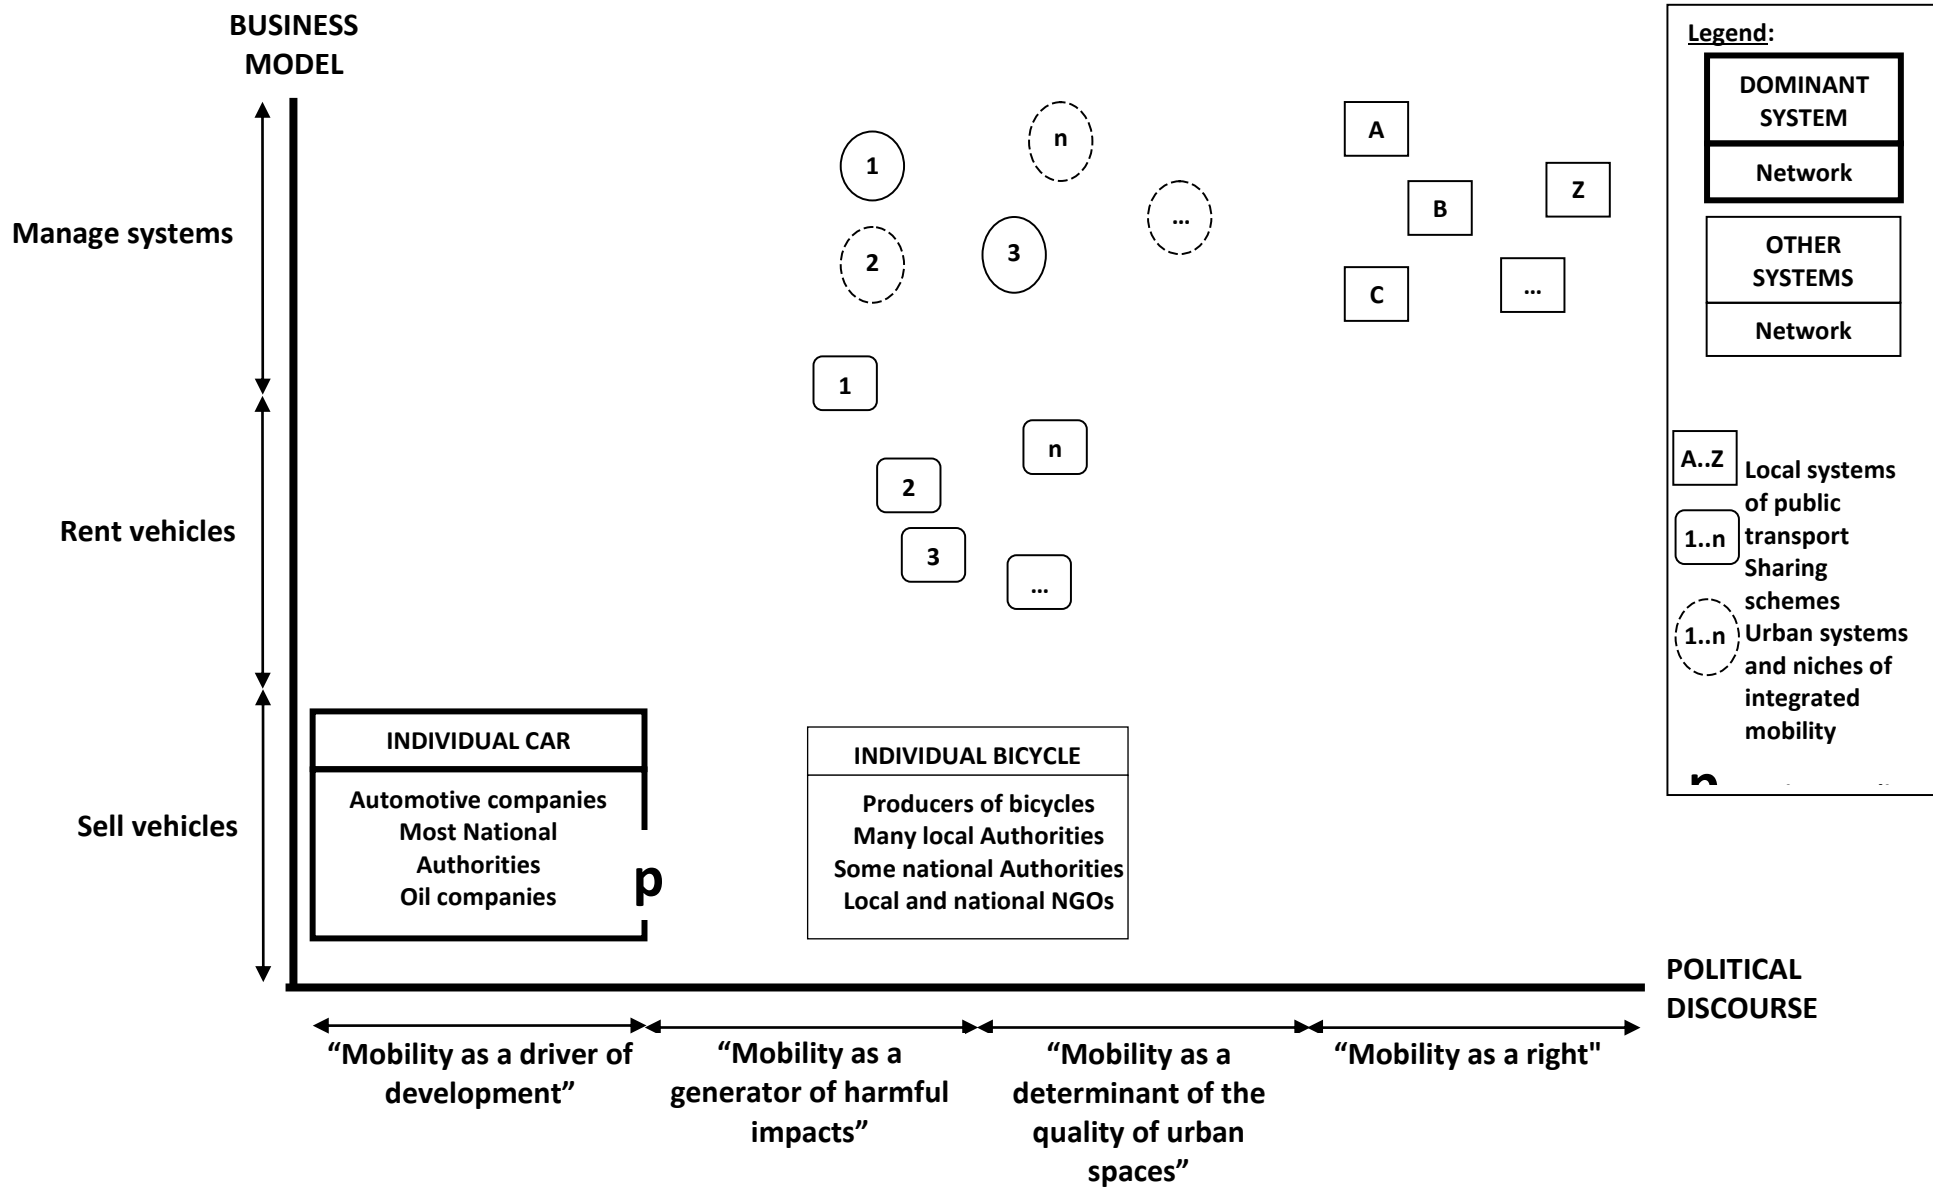 BUSINESS
MODEL
Manage systems
Rent vehicles
Sell vehicles
1
n
2
3
...
A
B
Z
C
...
1
n
2
3
...
INDIVIDUAL CAR
Automotive companies
Most National
Authorities
Oil companies
p
INDIVIDUAL BICYCLE
Producers of bicycles
Many local Authorities
Some national Authorities
Local and national NGOs
POLITICAL
DISCOURSE
“Mobility as a driver of
development”
“Mobility as a
generator of harmful
impacts”
“Mobility as a
determinant of the
quality of urban
spaces”
“Mobility as a right"
Legend:
DOMINANT
SYSTEM
Network
OTHER
SYSTEMS
Network
A..Z
Local systems
of public
transport
1..n
Sharing
schemes
1..n
Urban systems
and niches of
integrated
mobility